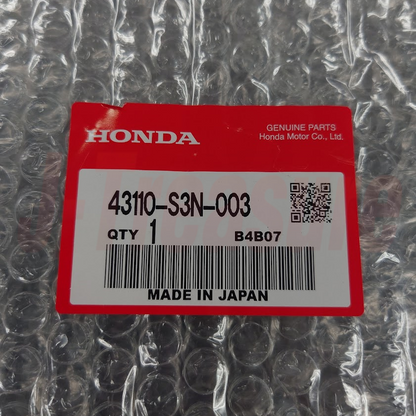 HONDA
GENUINE PARTS
Honda Motor Co., Ltd.
43110-S3N-003
QTY 1 B4B07
MADE IN JAPAN